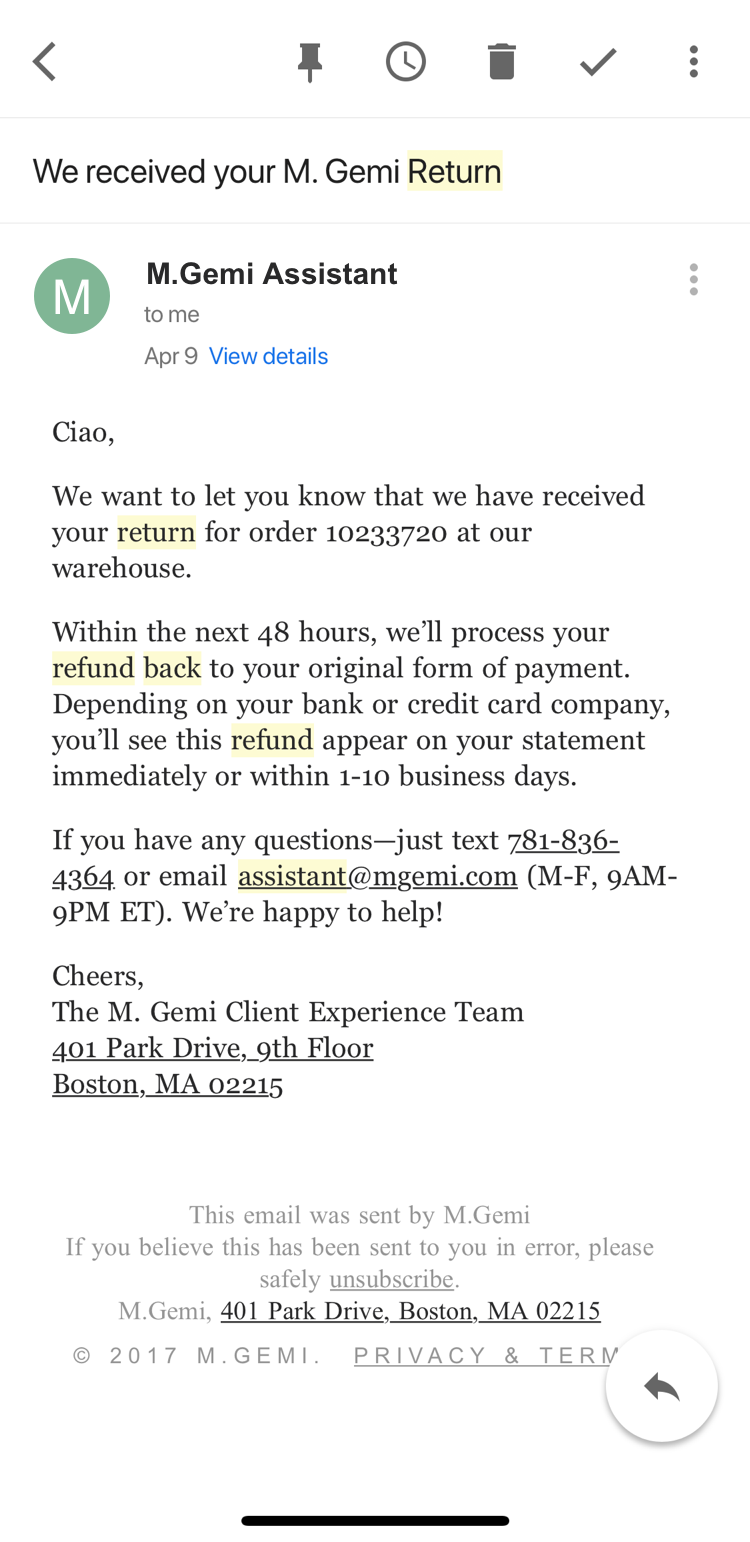 We received your M. Gemi Return
M
M.Gemi Assistant
to me
Apr 9 View details
Ciao,
We want to let you know that we have received
your return for order 10233720 at our
warehouse.
Within the next 48 hours, we’ll process your
refund back to your original form of payment.
Depending on your bank or credit card company,
you’ll see this refund appear on your statement
immediately or within 1-10 business days.
If you have any questions—just text 781-836-
4364 or email assistant@mgemi.com (M-F, 9AM-
9PM ET). We’re happy to help!
Cheers,
The M. Gemi Client Experience Team
401 Park Drive, 9th Floor
Boston, MA 02215
This email was sent by M.Gemi
If you believe this has been sent to you in error, please
safely unsubscribe.
M.Gemi, 401 Park Drive, Boston, MA 02215
© 2017 M.GEMI. PRIVACY & TERM